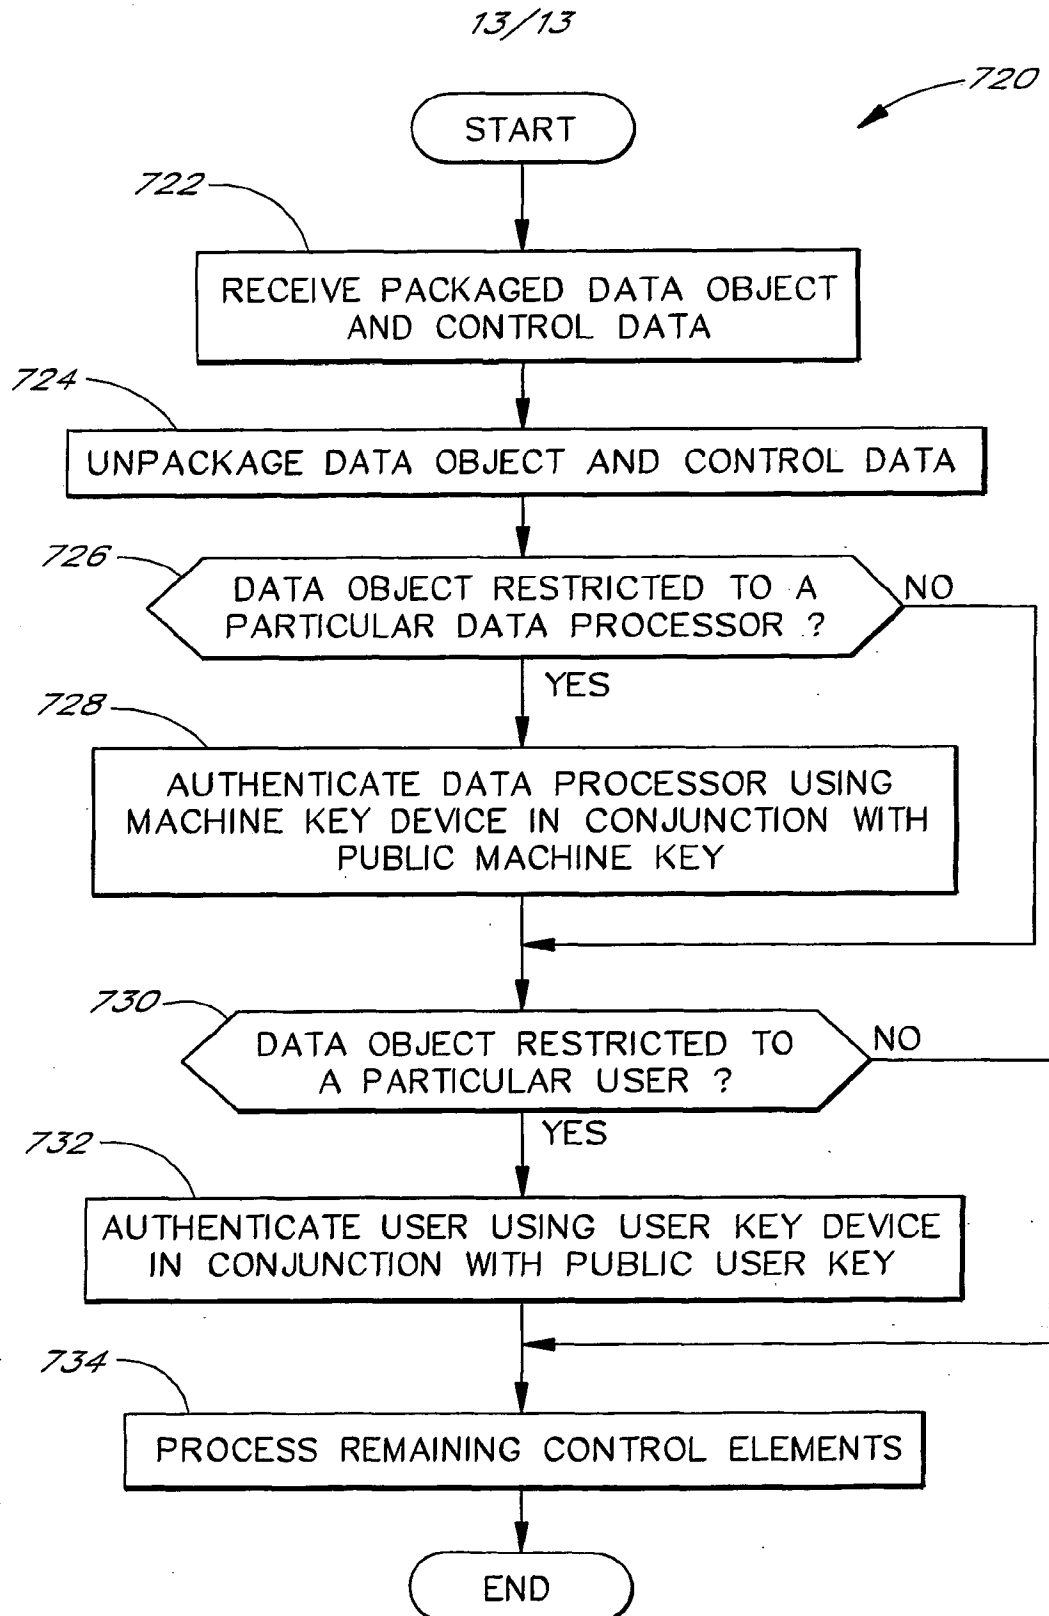 13/13
720
START
722
RECEIVE PACKAGED DATA OBJECT
AND CONTROL DATA
724
UNPACKAGE DATA OBJECT AND CONTROL DATA
726
DATA OBJECT RESTRICTED TO A
PARTICULAR DATA PROCESSOR ?
NO
YES
728
AUTHENTICATE DATA PROCESSOR USING
MACHINE KEY DEVICE IN CONJUNCTION WITH
PUBLIC MACHINE KEY
730
DATA OBJECT RESTRICTED TO
A PARTICULAR USER ?
NO
YES
732
AUTHENTICATE USER USING USER KEY DEVICE
IN CONJUNCTION WITH PUBLIC USER KEY
734
PROCESS REMAINING CONTROL ELEMENTS
END